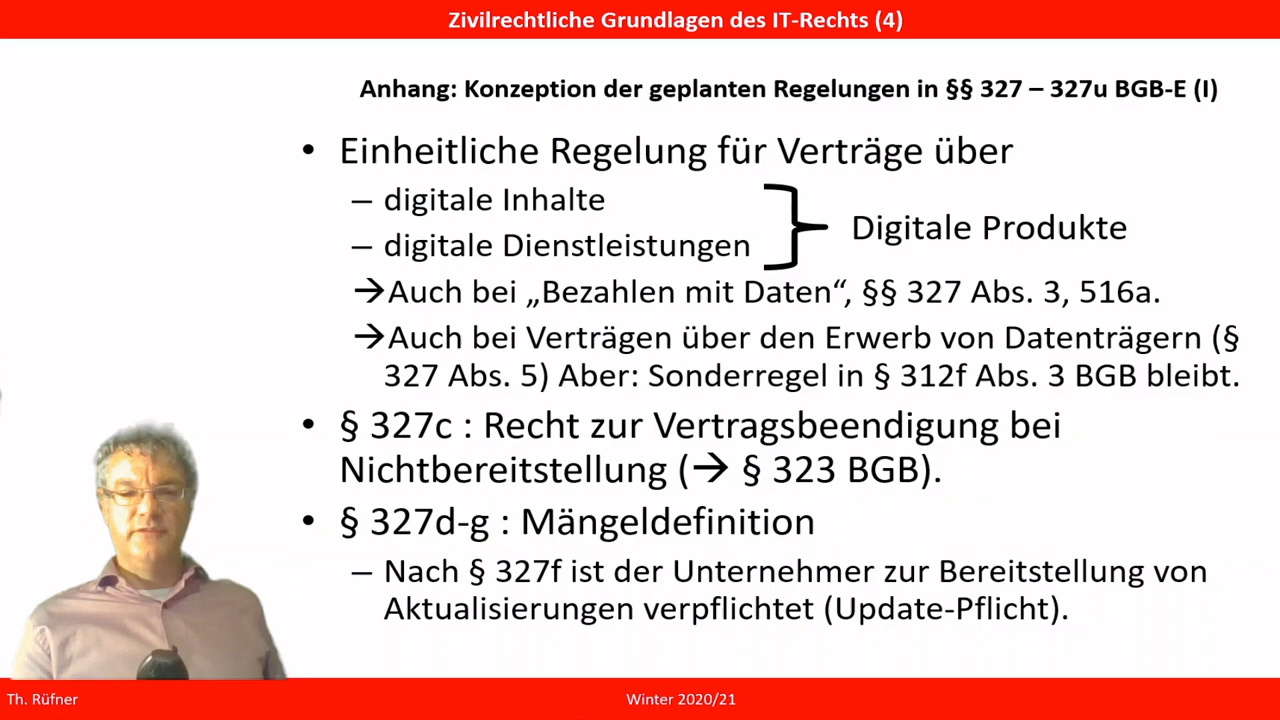 Zivilrechtliche Grundlagen des IT-Rechts (4)
Anhang: Konzeption der geplanten Regelungen in §§ 327 – 327u BGB-E (I)
• Einheitliche Regelung für Verträge über
– digitale Inhalte
– digitale Dienstleistungen
Digitale Produkte
→Auch bei „Bezahlen mit Daten“, §§ 327 Abs. 3, 516a.
→Auch bei Verträgen über den Erwerb von Datenträgern (§
327 Abs. 5) Aber: Sonderregel in § 312f Abs. 3 BGB bleibt.
• § 327c : Recht zur Vertragsbeendigung bei
Nichtbereitstellung (→ § 323 BGB).
• § 327d-g : Mängeldefinition
– Nach § 327f ist der Unternehmer zur Bereitstellung von
Aktualisierungen verpflichtet (Update-Pflicht).
Th. Rüfner
Winter 2020/21